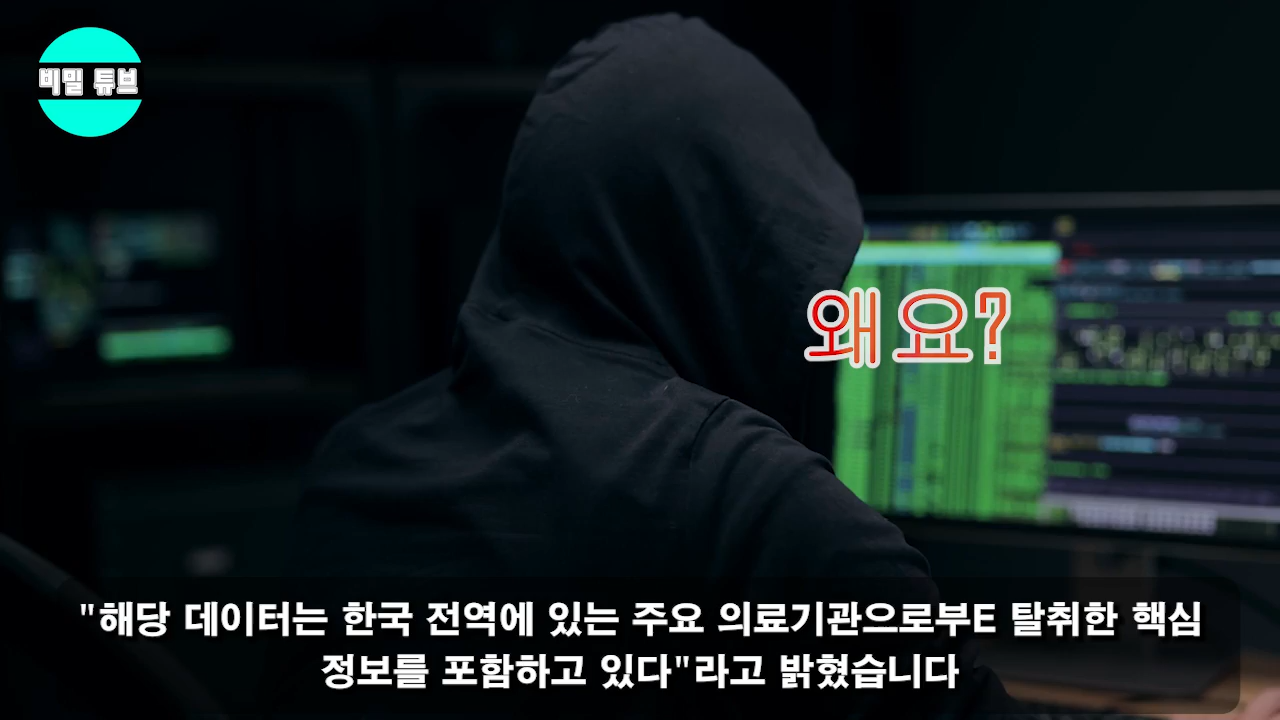 비밀 튜브
왜요?
"해당 데이터는 한국 전역에 있는 주요 의료기관으로부E 탈취한 핵심
정보를 포함하고 있다"라고 밝혔습니다